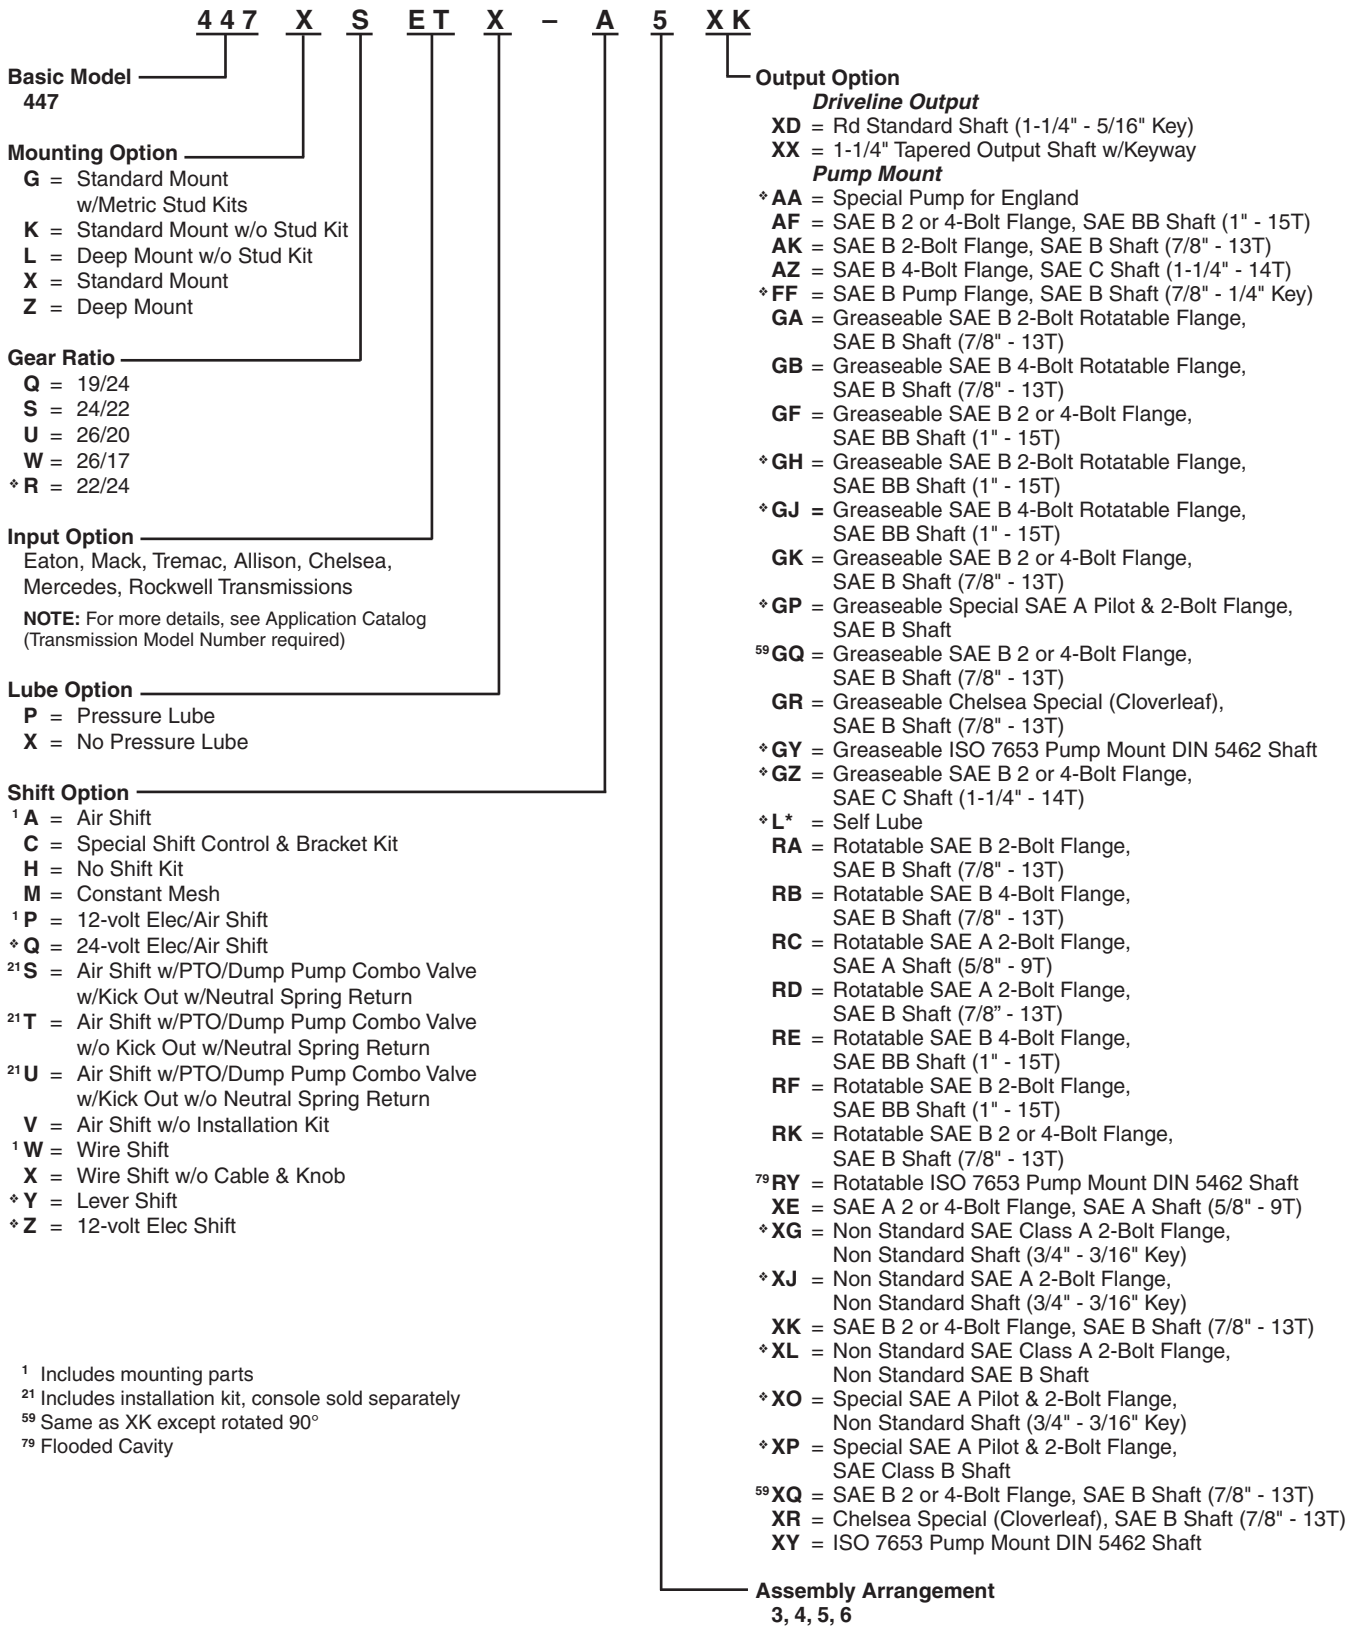 447 X S ET X – A 5 XK
Basic Model
447
Mounting Option
G = Standard Mount
w/Metric Stud Kits
K = Standard Mount w/o Stud Kit
L = Deep Mount w/o Stud Kit
X = Standard Mount
Z = Deep Mount
Gear Ratio
Q = 19/24
S = 24/22
U = 26/20
W = 26/17
❖ R = 22/24
Input Option
Eaton, Mack, Tremac, Allison, Chelsea,
Mercedes, Rockwell Transmissions
NOTE: For more details, see Application Catalog
(Transmission Model Number required)
Lube Option
P = Pressure Lube
X = No Pressure Lube
Shift Option
1 A = Air Shift
C = Special Shift Control & Bracket Kit
H = No Shift Kit
M = Constant Mesh
1 P = 12-volt Elec/Air Shift
❖ Q = 24-volt Elec/Air Shift
21 S = Air Shift w/PTO/Dump Pump Combo Valve
w/Kick Out w/Neutral Spring Return
21 T = Air Shift w/PTO/Dump Pump Combo Valve
w/o Kick Out w/Neutral Spring Return
21 U = Air Shift w/PTO/Dump Pump Combo Valve
w/Kick Out w/o Neutral Spring Return
V = Air Shift w/o Installation Kit
1 W = Wire Shift
X = Wire Shift w/o Cable & Knob
❖ Y = Lever Shift
❖ Z = 12-volt Elec Shift
1 Includes mounting parts
21 Includes installation kit, console sold separately
59 Same as XK except rotated 90°
79 Flooded Cavity
Output Option
Driveline Output
XD = Rd Standard Shaft (1-1/4" - 5/16" Key)
XX = 1-1/4" Tapered Output Shaft w/Keyway
Pump Mount
❖ AA = Special Pump for England
AF = SAE B 2 or 4-Bolt Flange, SAE BB Shaft (1" - 15T)
AK = SAE B 2-Bolt Flange, SAE B Shaft (7/8" - 13T)
AZ = SAE B 4-Bolt Flange, SAE C Shaft (1-1/4" - 14T)
❖ FF = SAE B Pump Flange, SAE B Shaft (7/8" - 1/4" Key)
GA = Greaseable SAE B 2-Bolt Rotatable Flange,
SAE B Shaft (7/8" - 13T)
GB = Greaseable SAE B 4-Bolt Rotatable Flange,
SAE B Shaft (7/8" - 13T)
GF = Greaseable SAE B 2 or 4-Bolt Flange,
SAE BB Shaft (1" - 15T)
❖ GH = Greaseable SAE B 2-Bolt Rotatable Flange,
SAE BB Shaft (1" - 15T)
❖ GJ = Greaseable SAE B 4-Bolt Rotatable Flange,
SAE BB Shaft (1" - 15T)
GK = Greaseable SAE B 2 or 4-Bolt Flange,
SAE B Shaft (7/8" - 13T)
❖ GP = Greaseable Special SAE A Pilot & 2-Bolt Flange,
SAE B Shaft
59 GQ = Greaseable SAE B 2 or 4-Bolt Flange,
SAE B Shaft (7/8" - 13T)
GR = Greaseable Chelsea Special (Cloverleaf),
SAE B Shaft (7/8" - 13T)
❖ GY = Greaseable ISO 7653 Pump Mount DIN 5462 Shaft
❖ GZ = Greaseable SAE B 2 or 4-Bolt Flange,
SAE C Shaft (1-1/4" - 14T)
❖ L* = Self Lube
RA = Rotatable SAE B 2-Bolt Flange,
SAE B Shaft (7/8" - 13T)
RB = Rotatable SAE B 4-Bolt Flange,
SAE B Shaft (7/8" - 13T)
RC = Rotatable SAE A 2-Bolt Flange,
SAE A Shaft (5/8" - 9T)
RD = Rotatable SAE A 2-Bolt Flange,
SAE B Shaft (7/8” - 13T)
RE = Rotatable SAE B 4-Bolt Flange,
SAE BB Shaft (1" - 15T)
RF = Rotatable SAE B 2-Bolt Flange,
SAE BB Shaft (1" - 15T)
RK = Rotatable SAE B 2 or 4-Bolt Flange,
SAE B Shaft (7/8" - 13T)
79 RY = Rotatable ISO 7653 Pump Mount DIN 5462 Shaft
XE = SAE A 2 or 4-Bolt Flange, SAE A Shaft (5/8" - 9T)
❖ XG = Non Standard SAE Class A 2-Bolt Flange,
Non Standard Shaft (3/4" - 3/16" Key)
❖ XJ = Non Standard SAE A 2-Bolt Flange,
Non Standard Shaft (3/4" - 3/16" Key)
XK = SAE B 2 or 4-Bolt Flange, SAE B Shaft (7/8" - 13T)
❖ XL = Non Standard SAE Class A 2-Bolt Flange,
Non Standard SAE B Shaft
❖ XO = Special SAE A Pilot & 2-Bolt Flange,
Non Standard Shaft (3/4" - 3/16" Key)
❖ XP = Special SAE A Pilot & 2-Bolt Flange,
SAE Class B Shaft
59 XQ = SAE B 2 or 4-Bolt Flange, SAE B Shaft (7/8" - 13T)
XR = Chelsea Special (Cloverleaf), SAE B Shaft (7/8" - 13T)
XY = ISO 7653 Pump Mount DIN 5462 Shaft
Assembly Arrangement
3, 4, 5, 6